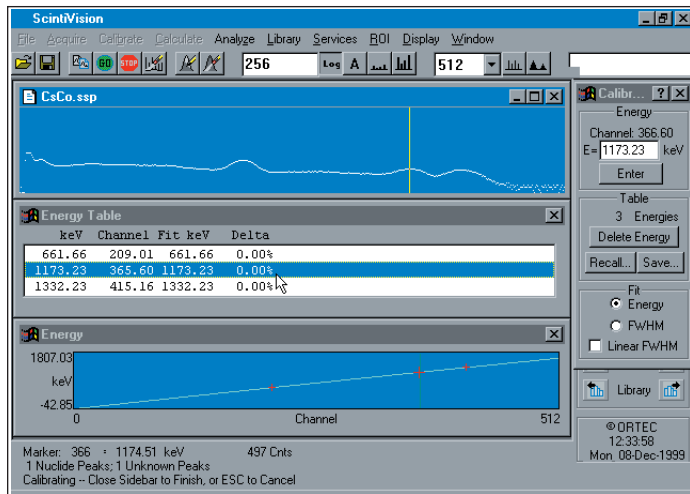 ScintiVision
File Acquire Calibrate Calculate Analyze Library Services ROI Display Window
GO STOP 256 Log A 512
CsCo.ssp
Energy Table
keV Channel Fit keV Delta
661.66 209.01 661.66 0.00%
1173.23 365.60 1173.23 0.00%
1332.23 415.16 1332.23 0.00%
Energy
1807.03
keV
-42.85
0 Channel 512
Marker: 366 = 1174.51 keV 497 Cnts
1 Nuclide Peaks; 1 Unknown Peaks
Calibrating -- Close Sidebar to Finish, or ESC to Cancel
Calibr...
Energy
Channel: 366.60
E= 1173.23 keV
Enter
Table
3 Energies
Delete Energy
Recall... Save...
Fit
Energy
FWHM
Linear FWHM
Library
© ORTEC
12:33:58
Mon, 08-Dec-1999